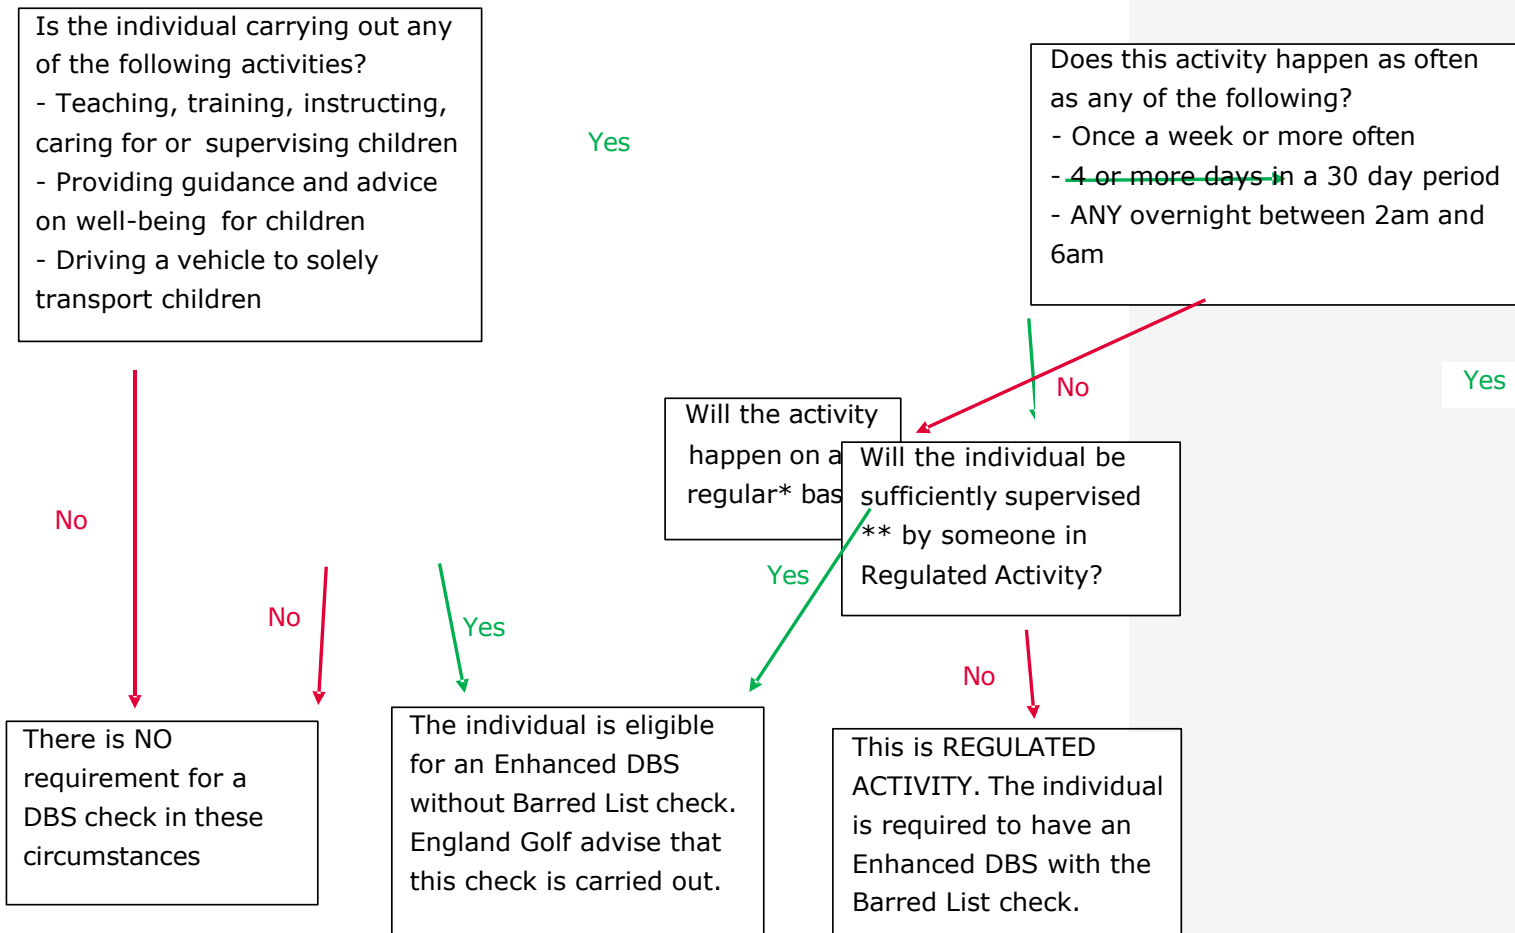 Is the individual carrying out any
of the following activities?
- Teaching, training, instructing,
caring for or supervising children
- Providing guidance and advice
on well-being for children
- Driving a vehicle to solely
transport children
Yes
Does this activity happen as often
as any of the following?
- Once a week or more often
- 4 or more days in a 30 day period
- ANY overnight between 2am and
6am
No
Yes
Will the activity
happen on a
regular*
Will the individual be
sufficiently supervised
** by someone in
Regulated Activity?
No
Yes
No
Yes
No
There is NO
requirement for a
DBS check in these
circumstances
The individual is eligible
for an Enhanced DBS
without Barred List check.
England Golf advise that
this check is carried out.
This is REGULATED
ACTIVITY. The individual
is required to have an
Enhanced DBS with the
Barred List check.